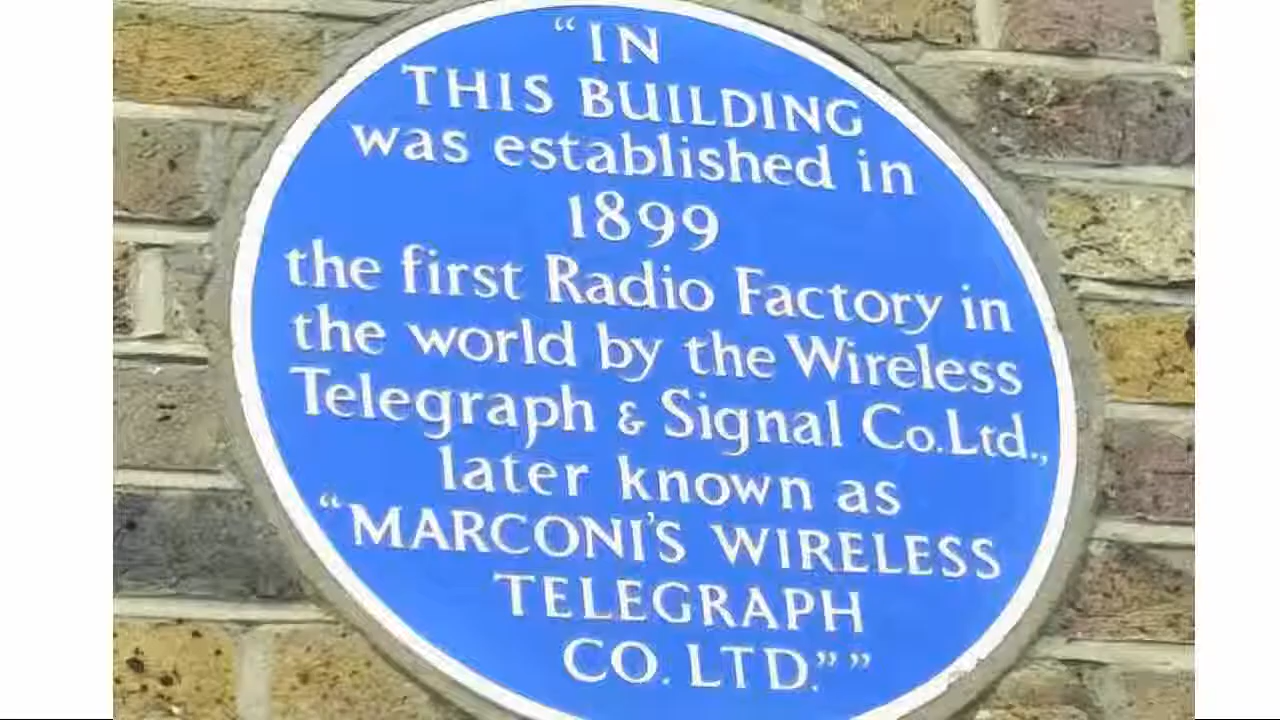 “IN
THIS BUILDING
was established in
1899
the first Radio Factory in
the world by the Wireless
Telegraph & Signal Co.Ltd.,
later known as
“MARCONI'S WIRELESS
TELEGRAPH
CO. LTD.” ”